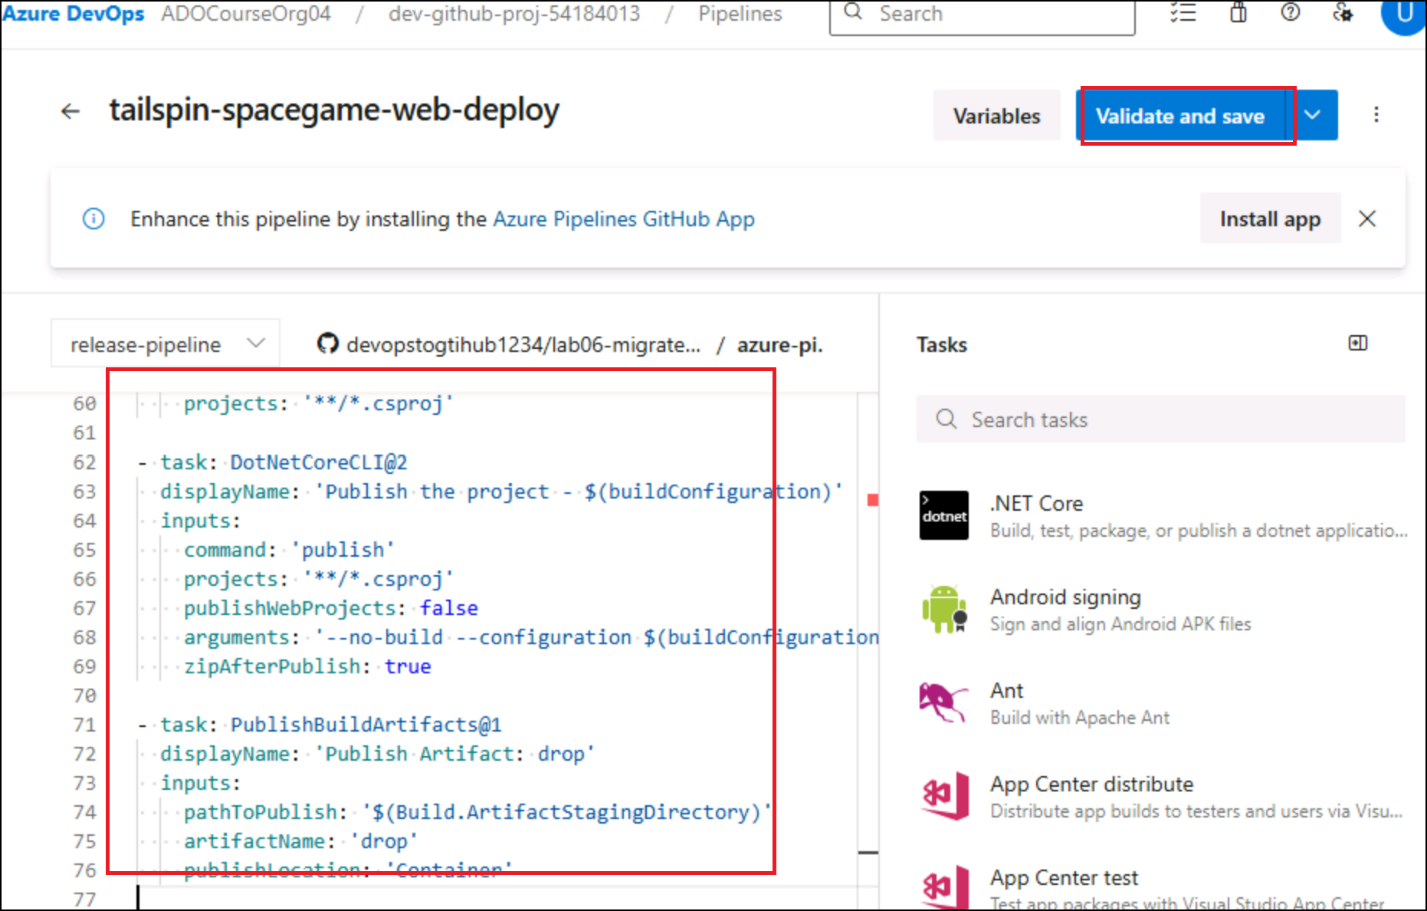 Azure DevOps ADOCourseOrg04 / dev-github-proj-54184013 / Pipelines Search U
tailspin-spacegame-web-deploy Variables Validate and save
Enhance this pipeline by installing the Azure Pipelines GitHub App Install app
release-pipeline devopstogtihub1234/lab06-migrate... / azure-pi. Tasks
Search tasks
60 projects: '**/*.csproj'
61
62 - task: DotNetCoreCLI@2
63 displayName: 'Publish the project - $(buildConfiguration)'
64 inputs:
65 command: 'publish'
66 projects: '**/*.csproj'
67 publishWebProjects: false
68 arguments: '--no-build --configuration $(buildConfiguration
69 zipAfterPublish: true
70
71 - task: PublishBuildArtifacts@1
72 displayName: 'Publish Artifact: drop'
73 inputs:
74 pathToPublish: '$(Build.ArtifactStagingDirectory)'
75 artifactName: 'drop'
76 publishLocation: 'Container'
77
dotnet
.NET Core
Build, test, package, or publish a dotnet applicatio...
Android signing
Sign and align Android APK files
Ant
Build with Apache Ant
App Center distribute
Distribute app builds to testers and users via Visu...
App Center test
Test app packages with Visual Studio App Center